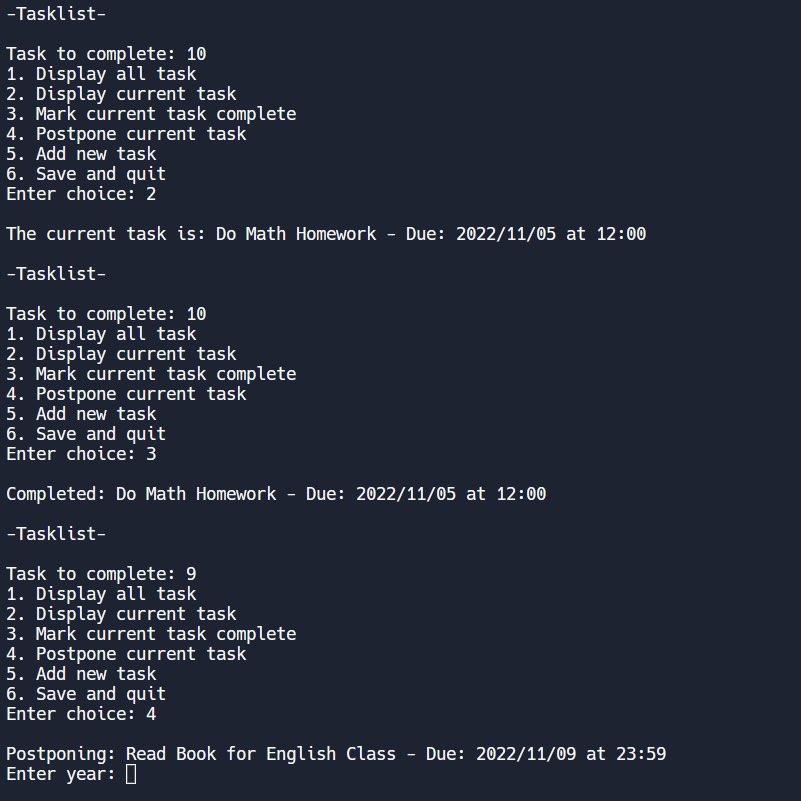 -Tasklist-
Task to complete: 10
1. Display all task
2. Display current task
3. Mark current task complete
4. Postpone current task
5. Add new task
6. Save and quit
Enter choice: 2
The current task is: Do Math Homework - Due: 2022/11/05 at 12:00
-Tasklist-
Task to complete: 10
1. Display all task
2. Display current task
3. Mark current task complete
4. Postpone current task
5. Add new task
6. Save and quit
Enter choice: 3
Completed: Do Math Homework - Due: 2022/11/05 at 12:00
-Tasklist-
Task to complete: 9
1. Display all task
2. Display current task
3. Mark current task complete
4. Postpone current task
5. Add new task
6. Save and quit
Enter choice: 4
Postponing: Read Book for English Class - Due: 2022/11/09 at 23:59
Enter year: